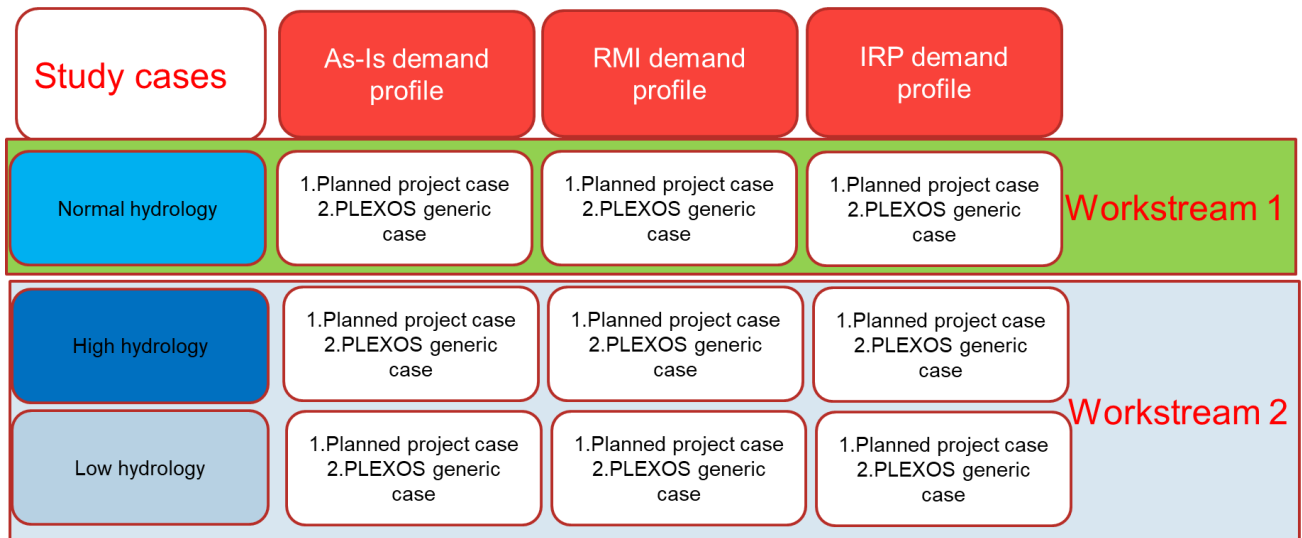 Study cases
As-Is demand
profile
RMI demand
profile
IRP demand
profile
Normal hydrology
1.Planned project case
2.PLEXOS generic
case
1.Planned project case
2.PLEXOS generic
case
1.Planned project case
2.PLEXOS generic
case
Workstream 1
High hydrology
1.Planned project case
2.PLEXOS generic
case
1.Planned project case
2.PLEXOS generic
case
1.Planned project case
2.PLEXOS generic
case
Workstream 2
Low hydrology
1.Planned project case
2.PLEXOS generic
case
1.Planned project case
2.PLEXOS generic
case
1.Planned project case
2.PLEXOS generic
case